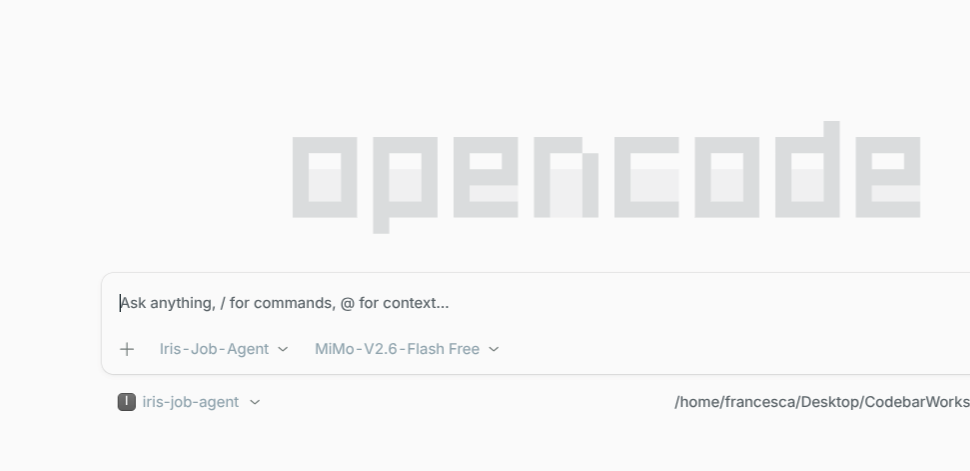 opencode
Ask anything, / for commands, @ for context...
Iris-Job-Agent MiMo-V2.6-Flash Free
I iris-job-agent /home/francesca/Desktop/CodebarWorks